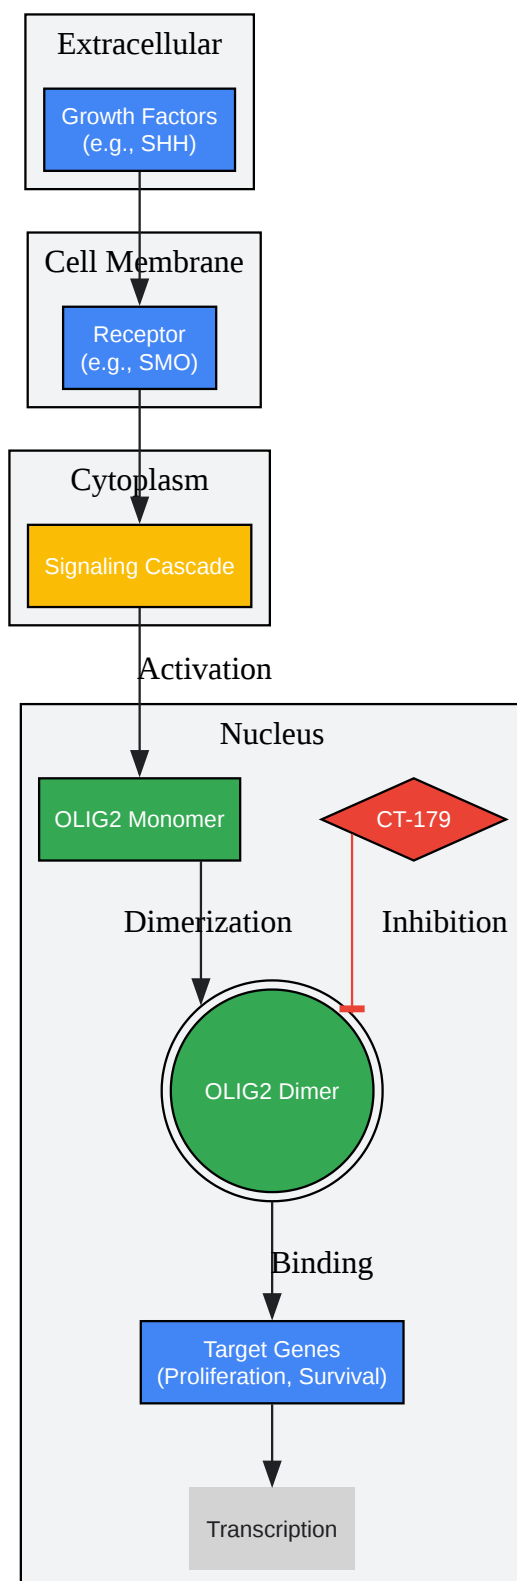 Extracellular
Growth Factors
(e.g., SHH)
Cell Membrane
Receptor
(e.g., SMO)
Cytoplasm
Signaling Cascade
Activation
Nucleus
OLIG2 Monomer
CT-179
Dimerization
Inhibition
OLIG2 Dimer
Binding
Target Genes
(Proliferation, Survival)
Transcription